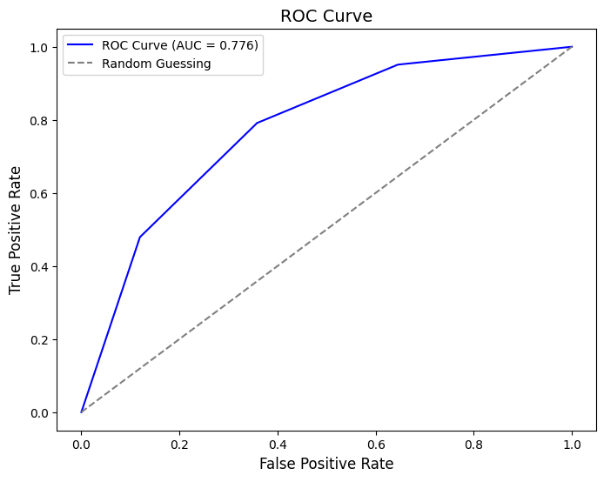 ROC Curve
ROC Curve (AUC = 0.776)
Random Guessing
True Positive Rate
1.0
0.8
0.6
0.4
0.2
0.0
0.0 0.2 0.4 0.6 0.8 1.0
False Positive Rate